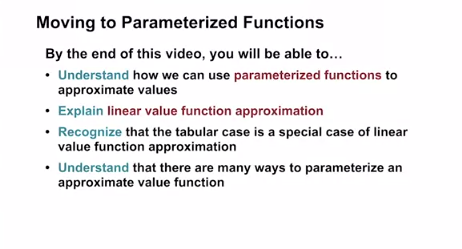 Moving to Parameterized Functions
By the end of this video, you will be able to...
• Understand how we can use parameterized functions to
approximate values
• Explain linear value function approximation
• Recognize that the tabular case is a special case of linear
value function approximation
• Understand that there are many ways to parameterize an
approximate value function